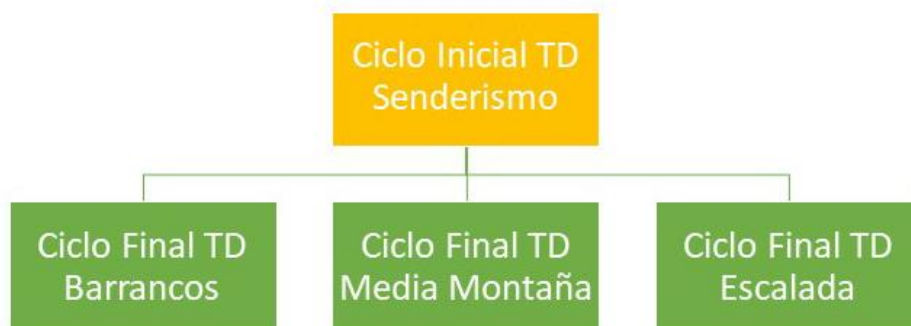 Ciclo Inicial TD
Senderismo
Ciclo Final TD
Barrancos
Ciclo Final TD
Media Montaña
Ciclo Final TD
Escalada